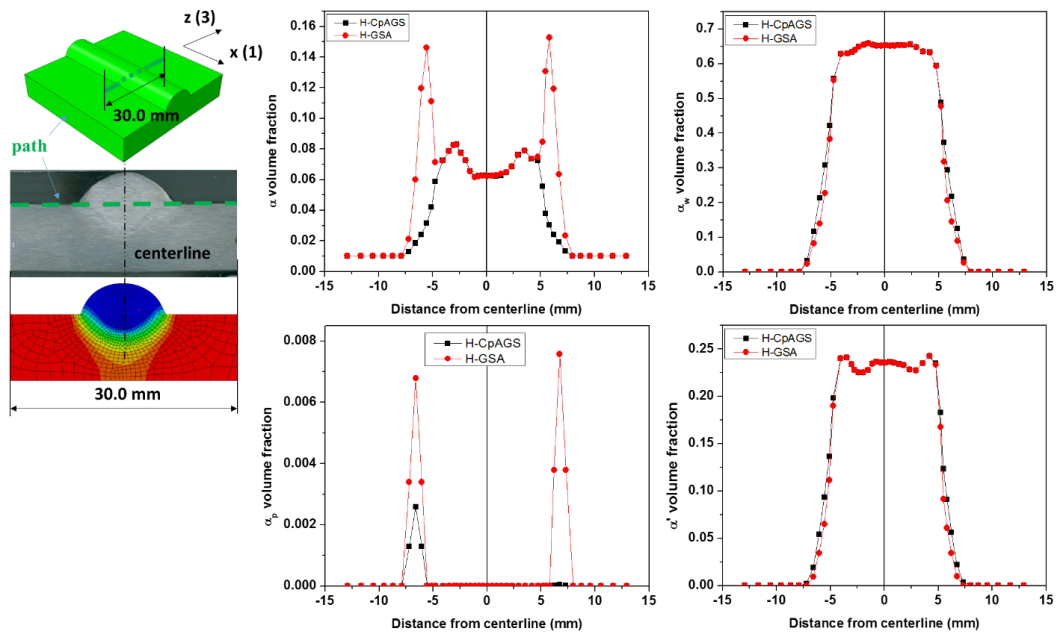 z (3)
x (1)
30.0 mm
path
centerline
30.0 mm
H-CpAGS
H-GSA
α volume fraction
0.16
0.14
0.12
0.10
0.08
0.06
0.04
0.02
0.00
-15 -10 -5 0 5 10 15
Distance from centerline (mm)
H-CpAGS
H-GSA
αw volume fraction
0.7
0.6
0.5
0.4
0.3
0.2
0.1
0.0
-15 -10 -5 0 5 10 15
Distance from centerline (mm)
H-CpAGS
H-GSA
αp volume fraction
0.008
0.006
0.004
0.002
0.000
-15 -10 -5 0 5 10 15
Distance from centerline (mm)
H-CpAGS
H-GSA
α' volume fraction
0.25
0.20
0.15
0.10
0.05
0.00
-15 -10 -5 0 5 10 15
Distance from centerline (mm)